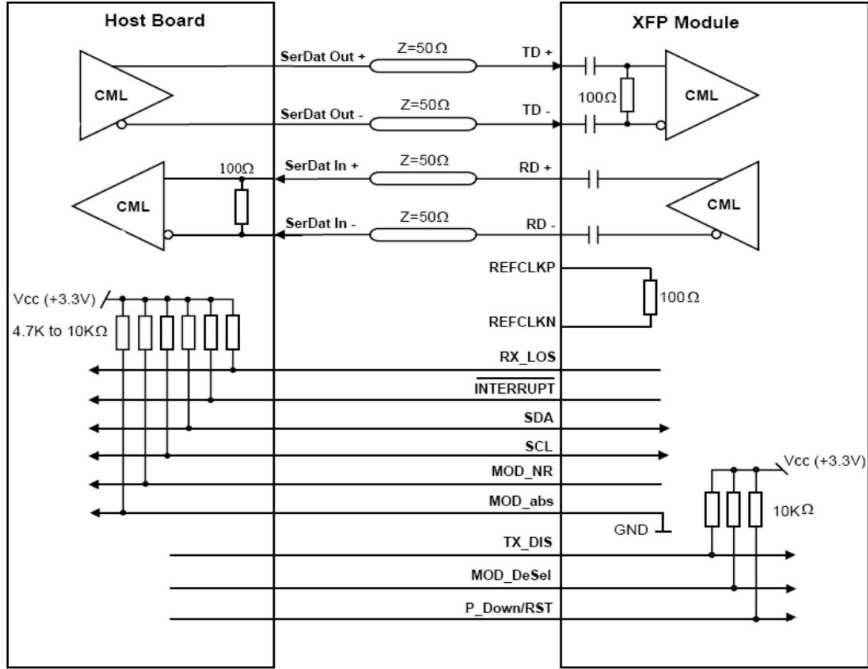 Host Board
XFP Module
SerDat Out +
Z=50Ω
TD +
CML
100Ω
CML
SerDat Out -
Z=50Ω
TD -
100Ω
SerDat In +
Z=50Ω
RD +
CML
CML
SerDat In -
Z=50Ω
RD -
REFCLKP
100Ω
REFCLKN
Vcc (+3.3V)
4.7K to 10KΩ
RX_LOS
INTERRUPT
SDA
SCL
Vcc (+3.3V)
MOD_NR
MOD_abs
10KΩ
GND
TX_DIS
MOD_DeSel
P_Down/RST